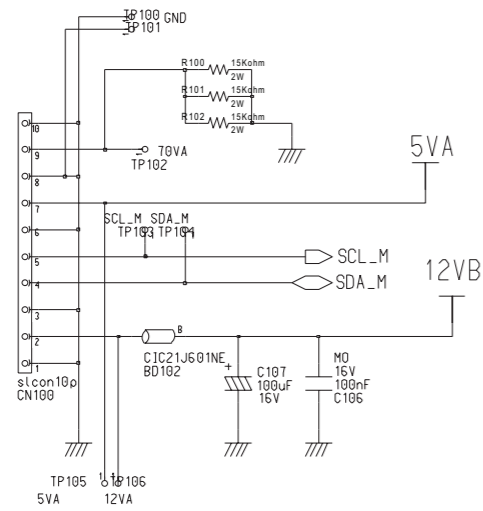 TP100 GND
TP101
R100 15Kohm
2W
R101 15Kohm
2W
R102 15Kohm
2W
10
9
70VA
TP102
8
5VA
7
SCL_M SDA_M
TP103 TP104
6
5
SCL_M
4
SDA_M
12VB
3
2
B
1
CIC21J601NE
BD102
C107
100uF
16V
MO
16V
100nF
C106
slcon10p
CN100
TP105 TP106
5VA 12VA